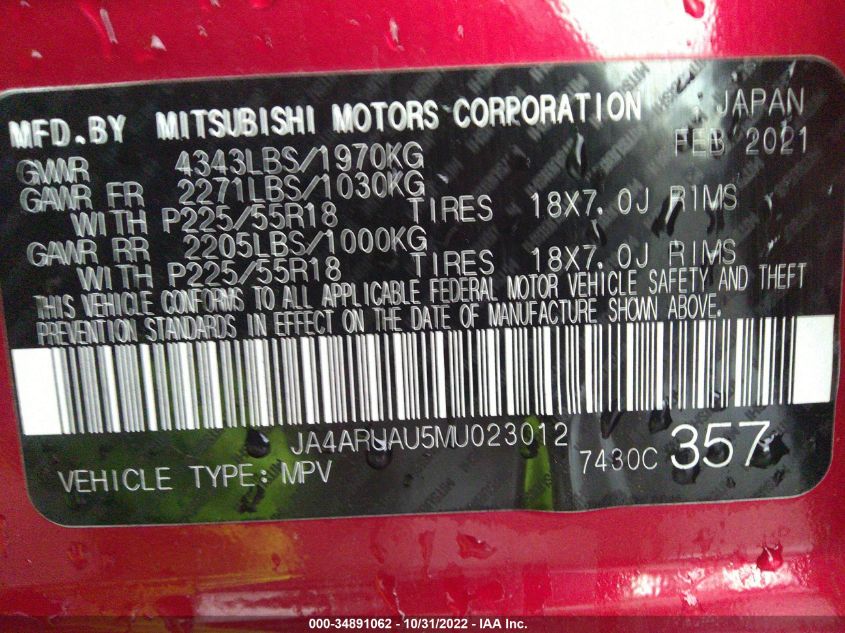 MFD.BY MITSUBISHI MOTORS CORPORATION JAPAN
FEB 2021
GVWR 4343LBS/1970KG
GAWR FR 2271LBS/1030KG
WITH P225/55R18 TIRES 18X7.0J RIMS
GAWR RR 2205LBS/1000KG
WITH P225/55R18 TIRES 18X7.0J RIMS
THIS VEHICLE CONFORMS TO ALL APPLICABLE FEDERAL MOTOR VEHICLE SAFETY AND THEFT
PREVENTION STANDARDS IN EFFECT ON THE DATE OF MANUFACTURE SHOWN ABOVE.
JA4ARUAU5MU023012
VEHICLE TYPE: MPV 7430C 357
000-34891062 - 10/31/2022 - IAA Inc.